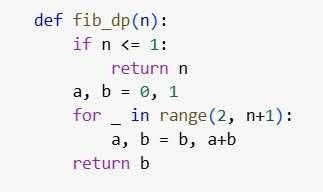 def fib_dp(n):
    if n <= 1:
        return n
    a, b = 0, 1
    for _ in range(2, n+1):
        a, b = b, a+b
    return b